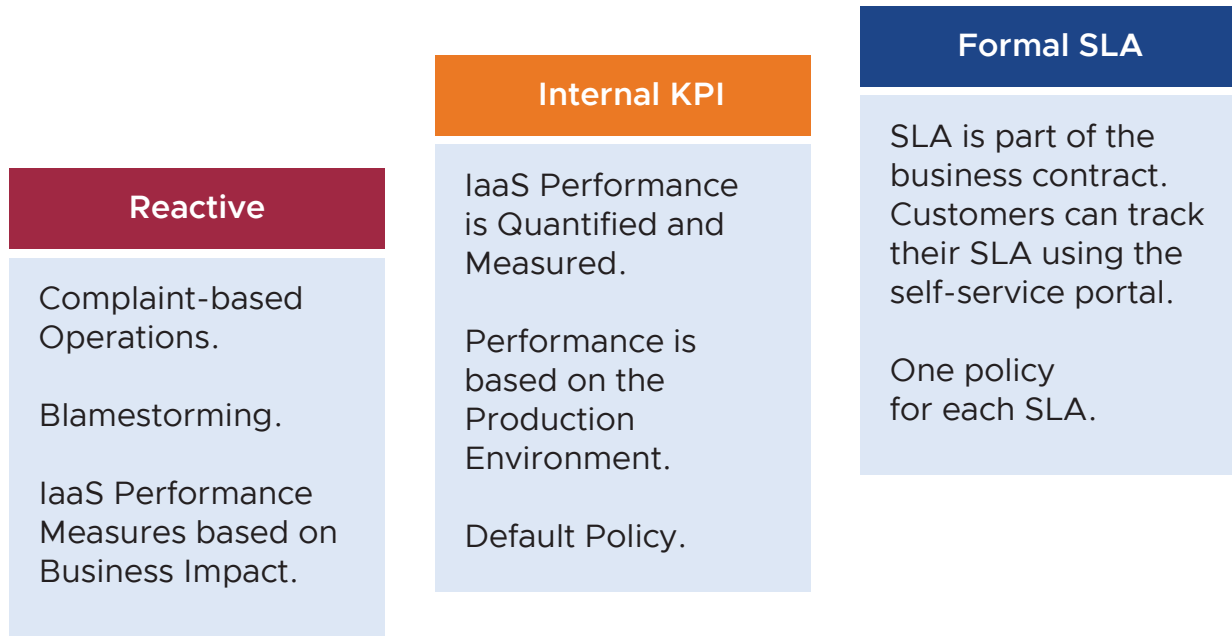 Reactive
Complaint-based
Operations.
Blamestorming.
IaaS Performance
Measures based on
Business Impact.
Internal KPI
IaaS Performance
is Quantified and
Measured.
Performance is
based on the
Production
Environment.
Default Policy.
Formal SLA
SLA is part of the
business contract.
Customers can track
their SLA using the
self-service portal.
One policy
for each SLA.